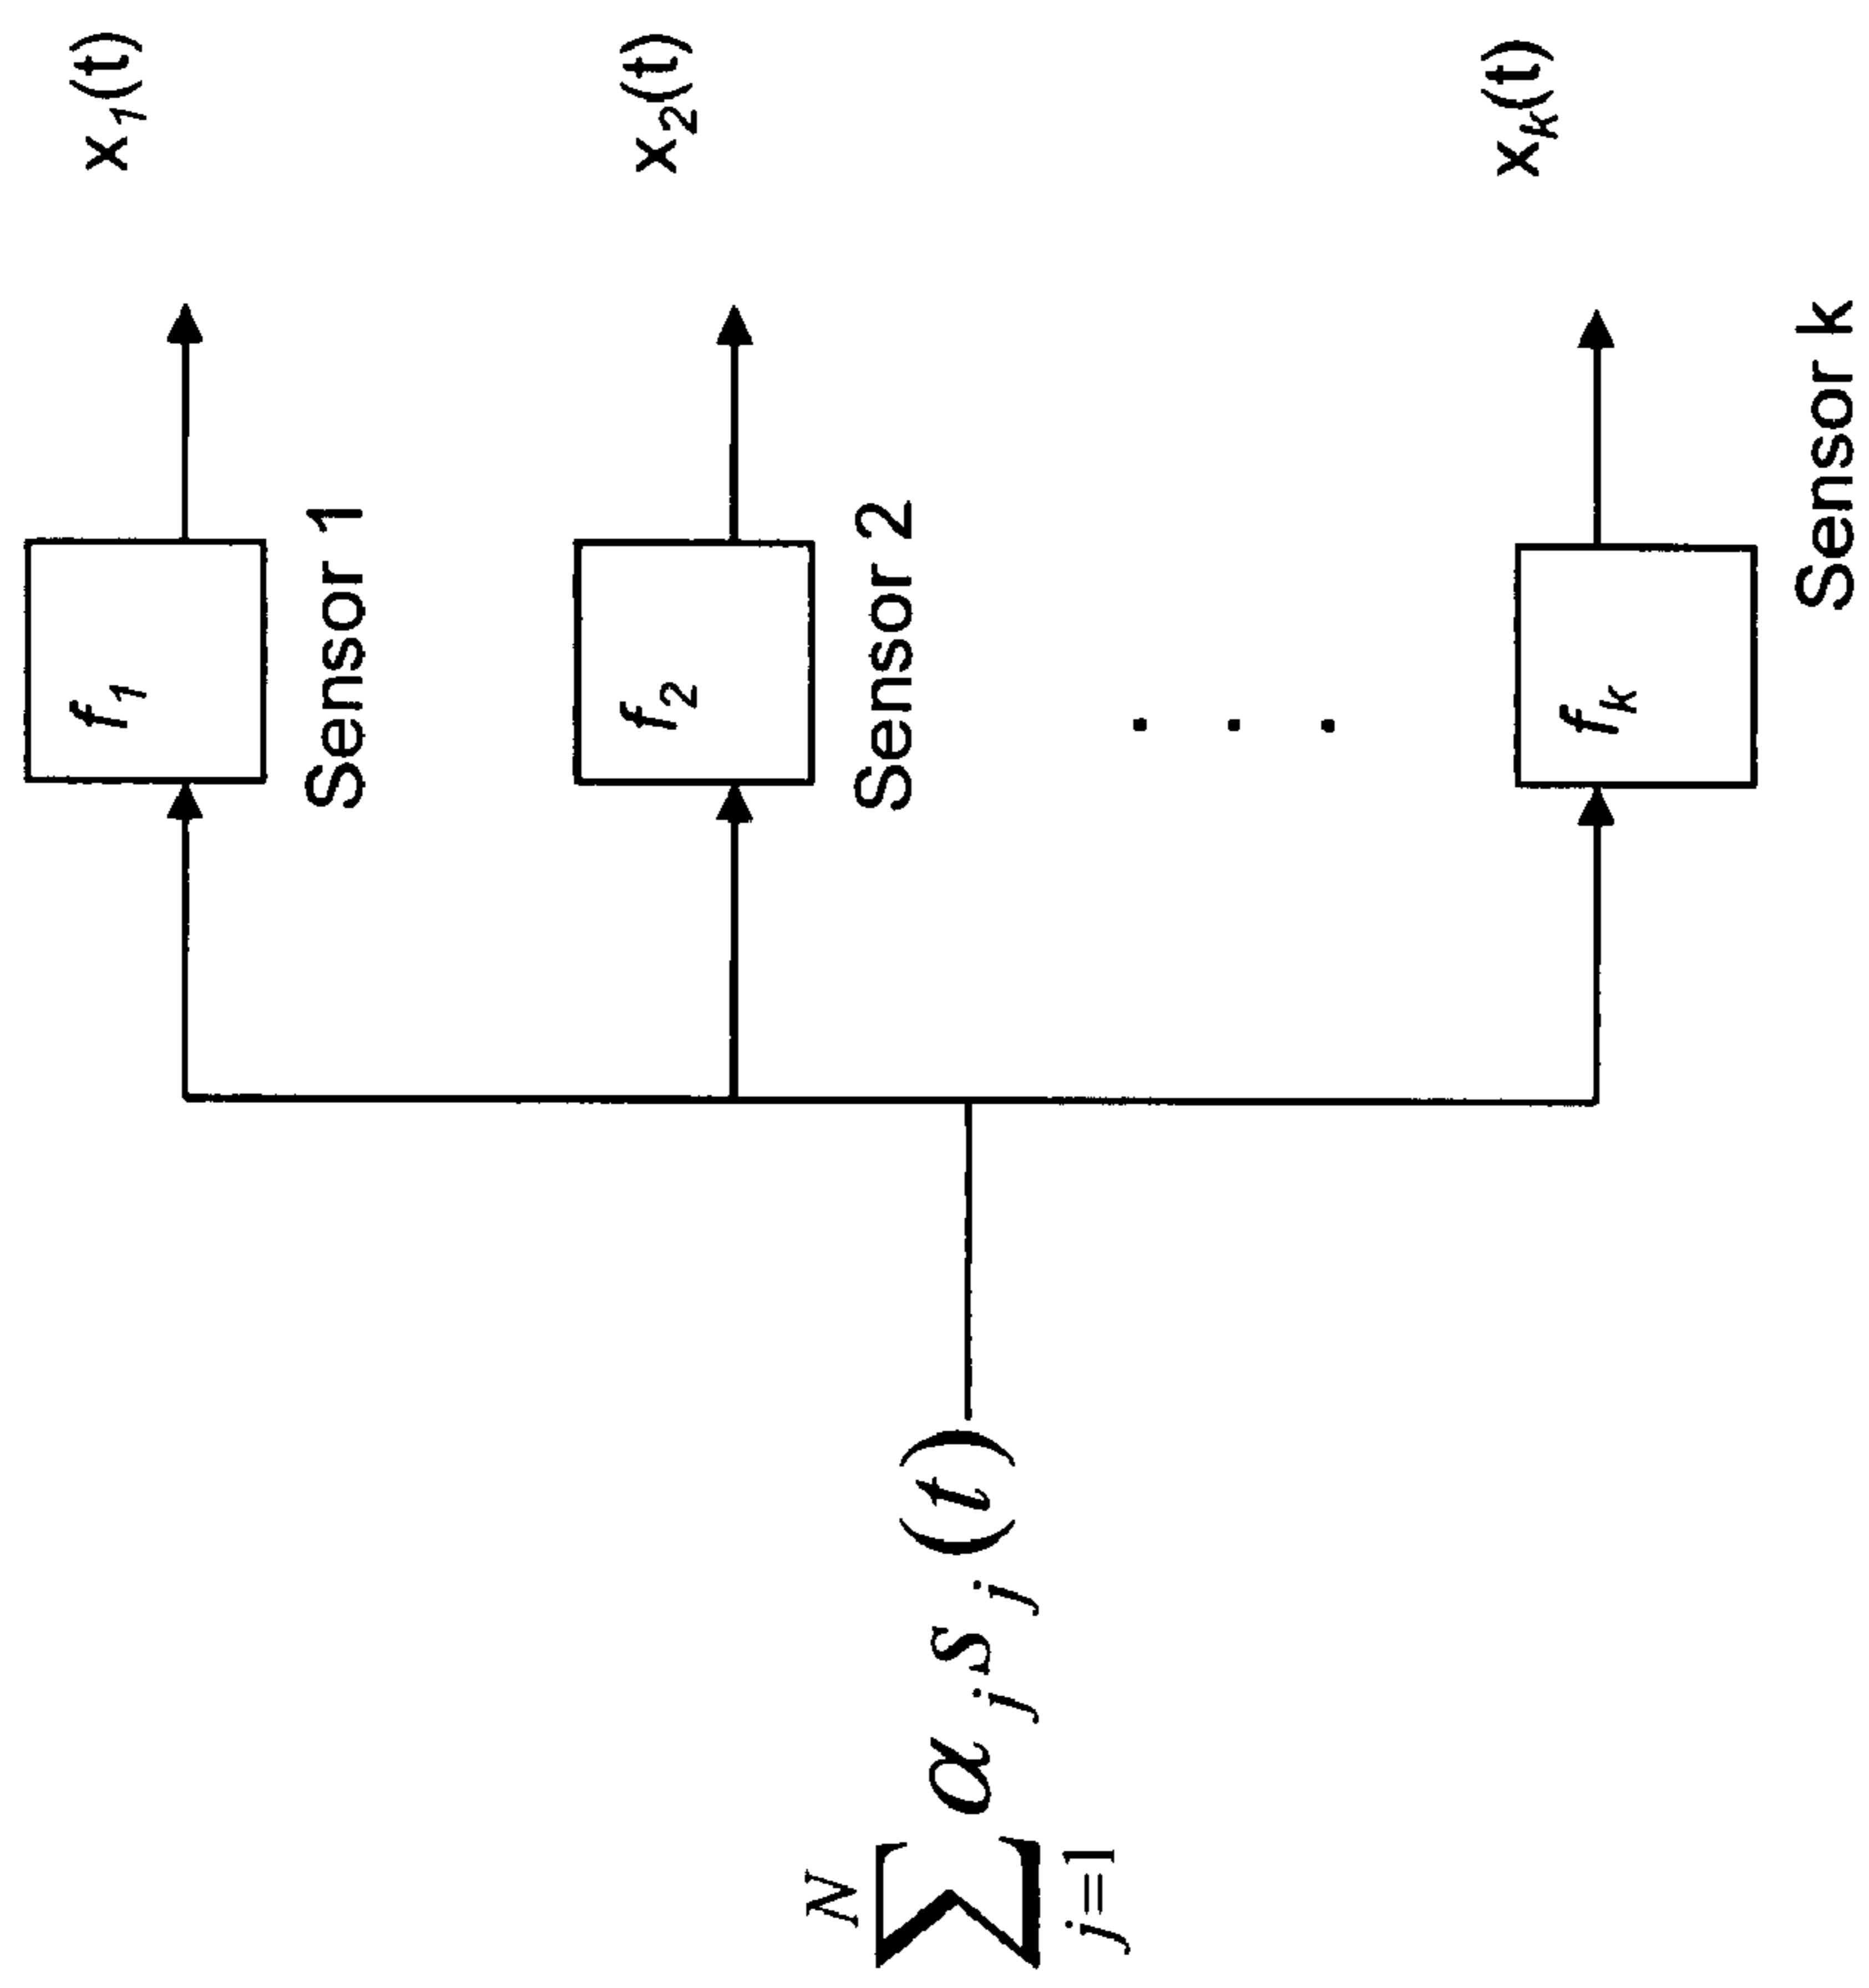 x₁(t)
f₁
Sensor 1
x₂(t)
f₂
Sensor 2
. . .
xₖ(t)
fₖ
Sensor k
N
∑ αⱼsⱼ(t)
j=1